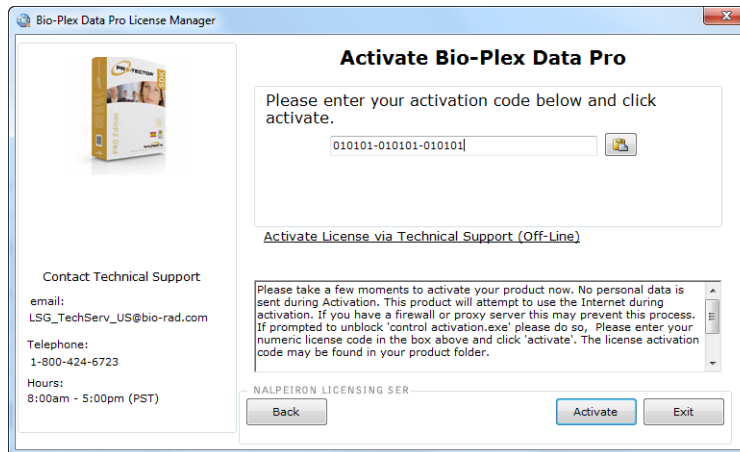 Bio-Plex Data Pro License Manager
Activate Bio-Plex Data Pro
Please enter your activation code below and click
activate.
010101-010101-010101
Activate License via Technical Support (Off-Line)
PRO-TECTOR
SDK
PRO Edition
Contact Technical Support
email:
LSG_TechServ_US@bio-rad.com
Telephone:
1-800-424-6723
Hours:
8:00am - 5:00pm (PST)
Please take a few moments to activate your product now. No personal data is
sent during Activation. This product will attempt to use the Internet during
activation. If you have a firewall or proxy server this may prevent this process.
If prompted to unblock 'control activation.exe' please do so, Please enter your
numeric license code in the box above and click 'activate'. The license activation
code may be found in your product folder.
NALPEIRON LICENSING SER
Back
Activate
Exit